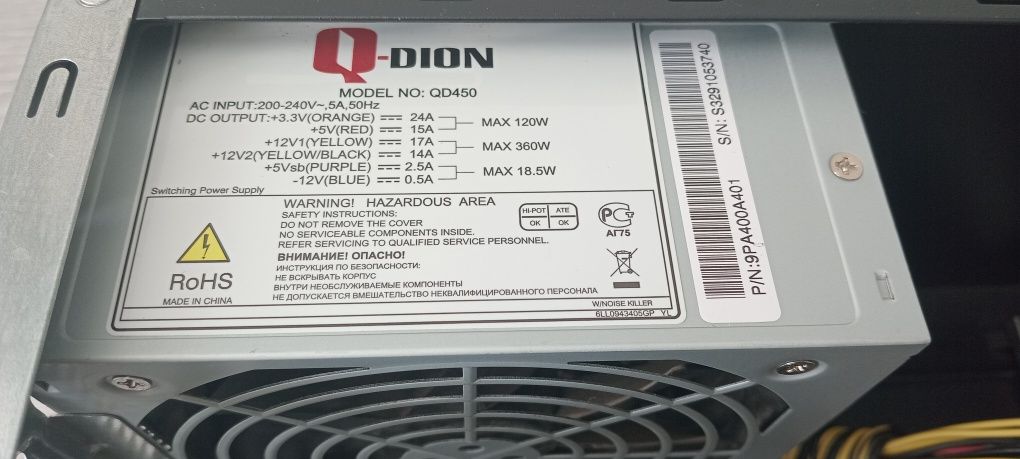 Q-DION
MODEL NO: QD450
AC INPUT:200-240V~,5A,50Hz
DC OUTPUT:+3.3V(ORANGE) 24A
+5V(RED) 15A
MAX 120W
+12V1(YELLOW) 17A
+12V2(YELLOW/BLACK) 14A
MAX 360W
+5Vsb(PURPLE) 2.5A
-12V(BLUE) 0.5A
MAX 18.5W
Switching Power Supply
WARNING! HAZARDOUS AREA
SAFETY INSTRUCTIONS:
DO NOT REMOVE THE COVER
NO SERVICEABLE COMPONENTS INSIDE.
REFER SERVICING TO QUALIFIED SERVICE PERSONNEL.
ВНИМАНИЕ! ОПАСНО!
ИНСТРУКЦИЯ ПО БЕЗОПАСНОСТИ:
НЕ ВСКРЫВАТЬ КОРПУС
ВНУТРИ НЕОБСЛУЖИВАЕМЫЕ КОМПОНЕНТЫ
НЕ ДОПУСКАЕТСЯ ВМЕШАТЕЛЬСТВО НЕКВАЛИФИЦИРОВАННОГО ПЕРСОНАЛА
RoHS
MADE IN CHINA
HI-POT ATE
OK OK
АГ75
W/NOISE KILLER
6LL0943405GP YL
S/N: S3291053740
P/N:9PA400A401